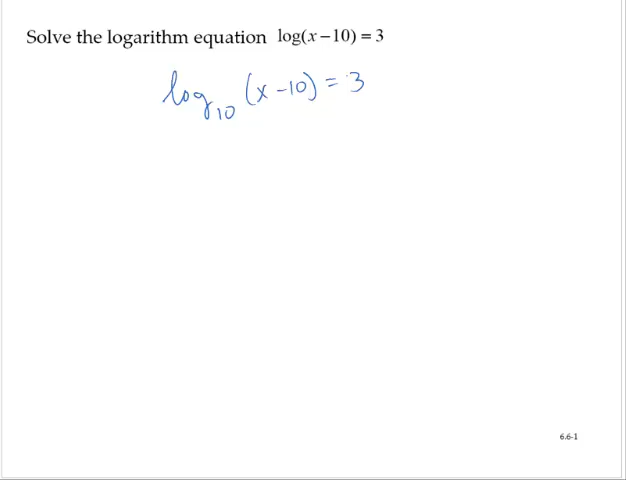 Solve the logarithm equation log(x − 10) = 3
log₁₀ (x − 10) = 3
6.6-1